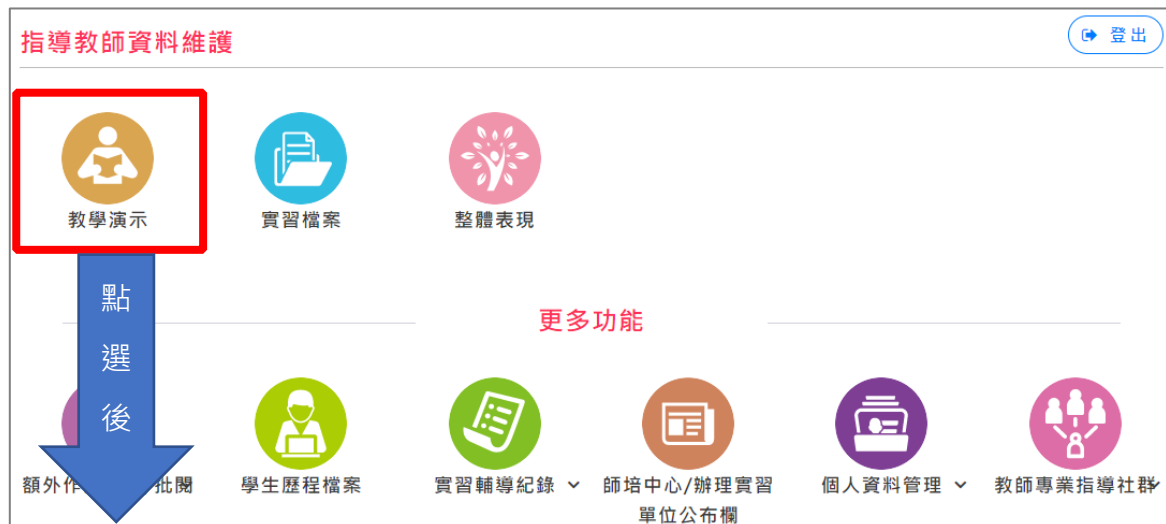 指導教師資料維護
登出
教學演示
實習檔案
整體表現
點
選
後
更多功能
額外作 批閱
學生歷程檔案
實習輔導紀錄
師培中心/辦理實習
單位公布欄
個人資料管理
教師專業指導社群